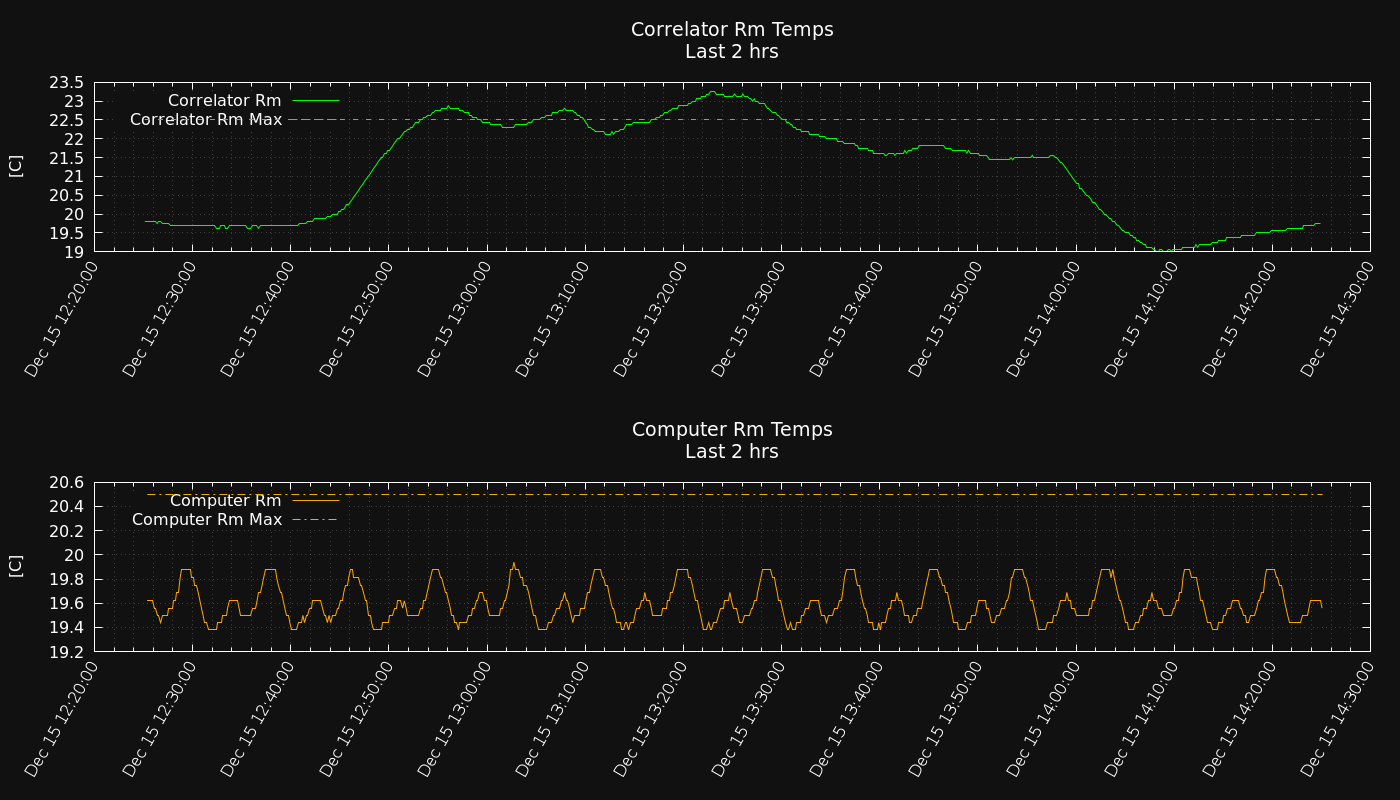 Correlator Rm Temps
Last 2 hrs
23.5
23
22.5
22
21.5
21
20.5
20
19.5
19
[C]
Correlator Rm
Correlator Rm Max
Dec 15 12:20:00
Dec 15 12:30:00
Dec 15 12:40:00
Dec 15 12:50:00
Dec 15 13:00:00
Dec 15 13:10:00
Dec 15 13:20:00
Dec 15 13:30:00
Dec 15 13:40:00
Dec 15 13:50:00
Dec 15 14:00:00
Dec 15 14:10:00
Dec 15 14:20:00
Dec 15 14:30:00
Computer Rm Temps
Last 2 hrs
20.6
20.4
20.2
20
19.8
19.6
19.4
19.2
[C]
Computer Rm
Computer Rm Max
Dec 15 12:20:00
Dec 15 12:30:00
Dec 15 12:40:00
Dec 15 12:50:00
Dec 15 13:00:00
Dec 15 13:10:00
Dec 15 13:20:00
Dec 15 13:30:00
Dec 15 13:40:00
Dec 15 13:50:00
Dec 15 14:00:00
Dec 15 14:10:00
Dec 15 14:20:00
Dec 15 14:30:00